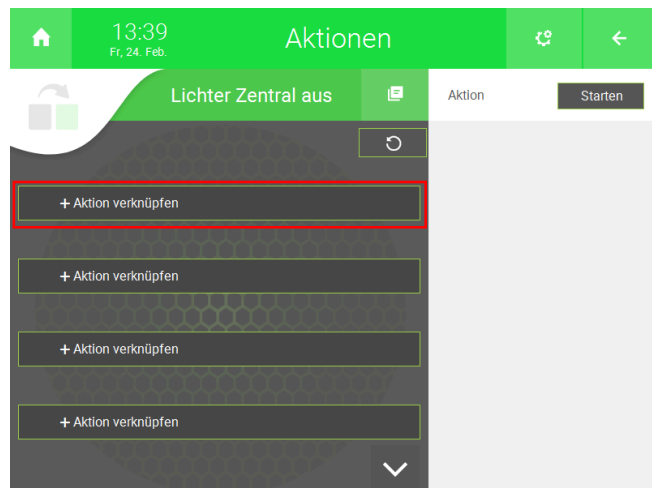 13:39
Fr, 24. Feb.
Aktionen
Lichter Zentral aus
Aktion
Starten
+ Aktion verknüpfen
+ Aktion verknüpfen
+ Aktion verknüpfen
+ Aktion verknüpfen